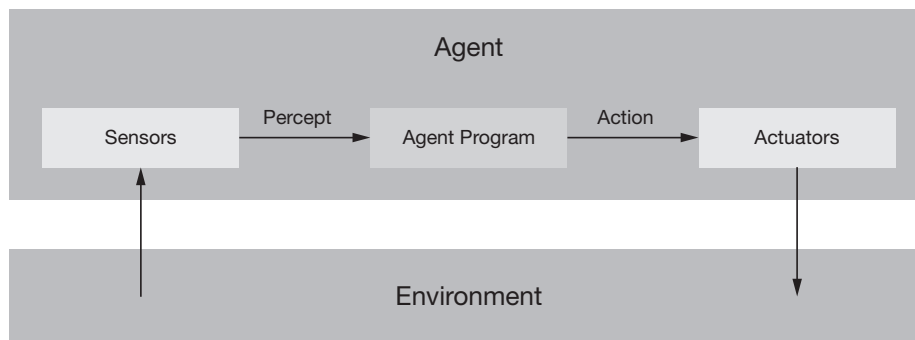 Agent
Percept
Action
Sensors
Agent Program
Actuators
Environment